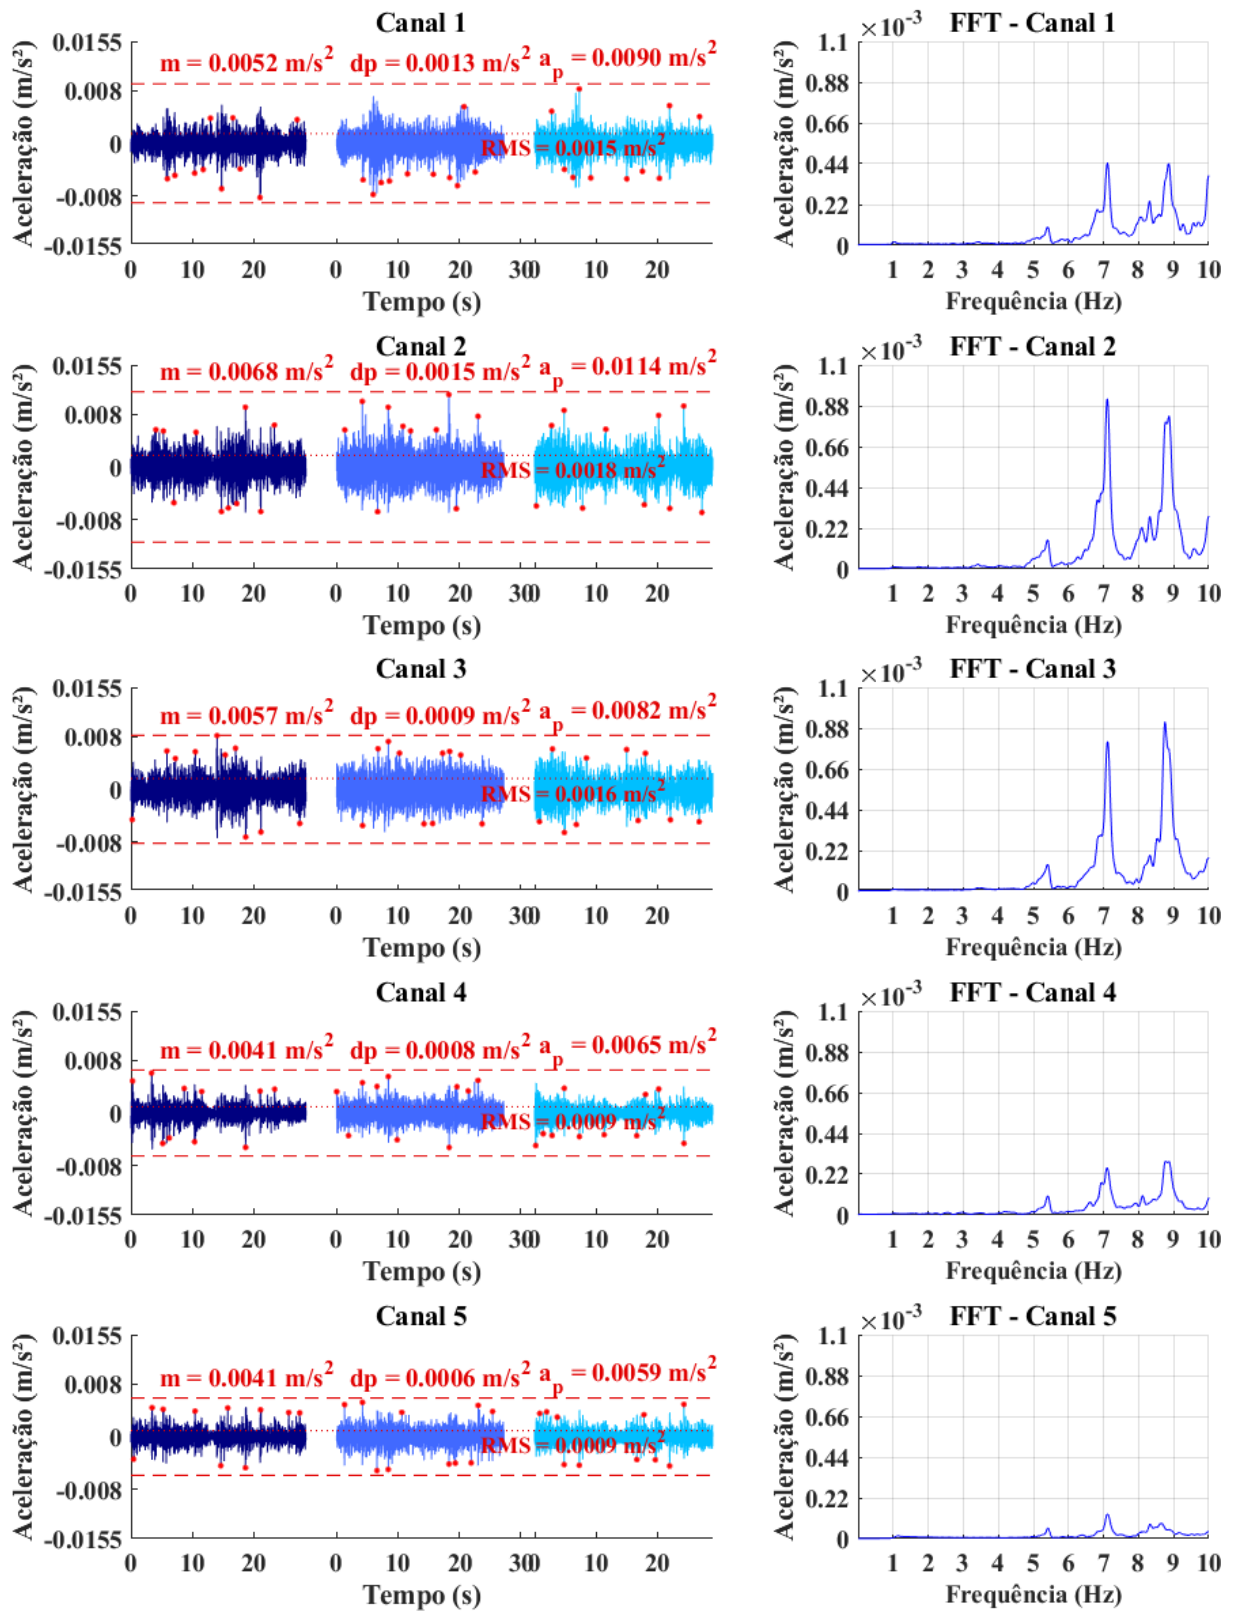 Canal 1
m = 0.0052 m/s² dp = 0.0013 m/s² a_p = 0.0090 m/s²
RMS = 0.0015 m/s²
Aceleração (m/s²)
0.0155
0.008
0
-0.008
-0.0155
0 10 20 0 10 20 30 0 10 20
Tempo (s)
FFT - Canal 1
×10⁻³
Aceleração (m/s²)
1.1
0.88
0.66
0.44
0.22
0
1 2 3 4 5 6 7 8 9 10
Frequência (Hz)
Canal 2
m = 0.0068 m/s² dp = 0.0015 m/s² a_p = 0.0114 m/s²
RMS = 0.0018 m/s²
Aceleração (m/s²)
0.0155
0.008
0
-0.008
-0.0155
0 10 20 0 10 20 30 0 10 20
Tempo (s)
FFT - Canal 2
×10⁻³
Aceleração (m/s²)
1.1
0.88
0.66
0.44
0.22
0
1 2 3 4 5 6 7 8 9 10
Frequência (Hz)
Canal 3
m = 0.0057 m/s² dp = 0.0009 m/s² a_p = 0.0082 m/s²
RMS = 0.0016 m/s²
Aceleração (m/s²)
0.0155
0.008
0
-0.008
-0.0155
0 10 20 0 10 20 30 0 10 20
Tempo (s)
FFT - Canal 3
×10⁻³
Aceleração (m/s²)
1.1
0.88
0.66
0.44
0.22
0
1 2 3 4 5 6 7 8 9 10
Frequência (Hz)
Canal 4
m = 0.0041 m/s² dp = 0.0008 m/s² a_p = 0.0065 m/s²
RMS = 0.0009 m/s²
Aceleração (m/s²)
0.0155
0.008
0
-0.008
-0.0155
0 10 20 0 10 20 30 0 10 20
Tempo (s)
FFT - Canal 4
×10⁻³
Aceleração (m/s²)
1.1
0.88
0.66
0.44
0.22
0
1 2 3 4 5 6 7 8 9 10
Frequência (Hz)
Canal 5
m = 0.0041 m/s² dp = 0.0006 m/s² a_p = 0.0059 m/s²
RMS = 0.0009 m/s²
Aceleração (m/s²)
0.0155
0.008
0
-0.008
-0.0155
0 10 20 0 10 20 30 0 10 20
Tempo (s)
FFT - Canal 5
×10⁻³
Aceleração (m/s²)
1.1
0.88
0.66
0.44
0.22
0
1 2 3 4 5 6 7 8 9 10
Frequência (Hz)